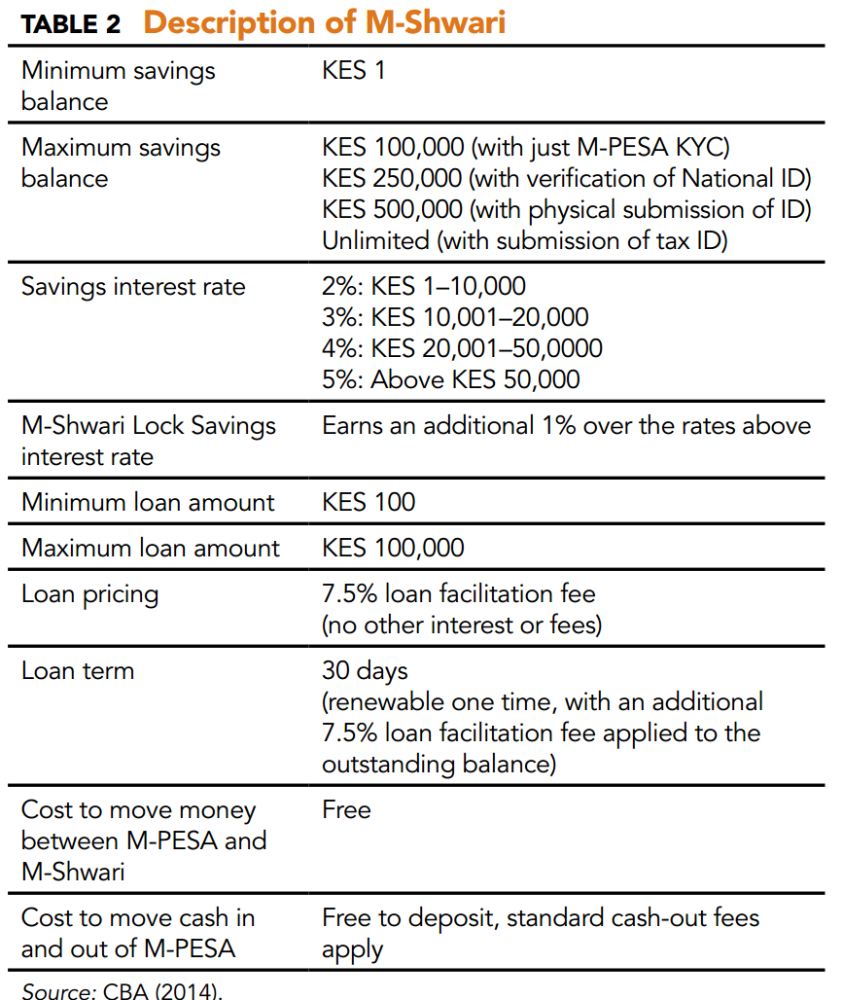 TABLE 2 Description of M-Shwari
Minimum savings
balance
KES 1
Maximum savings
balance
KES 100,000 (with just M-PESA KYC)
KES 250,000 (with verification of National ID)
KES 500,000 (with physical submission of ID)
Unlimited (with submission of tax ID)
Savings interest rate
2%: KES 1–10,000
3%: KES 10,001–20,000
4%: KES 20,001–50,0000
5%: Above KES 50,000
M-Shwari Lock Savings
interest rate
Earns an additional 1% over the rates above
Minimum loan amount
KES 100
Maximum loan amount
KES 100,000
Loan pricing
7.5% loan facilitation fee
(no other interest or fees)
Loan term
30 days
(renewable one time, with an additional
7.5% loan facilitation fee applied to the
outstanding balance)
Cost to move money
between M-PESA and
M-Shwari
Free
Cost to move cash in
and out of M-PESA
Free to deposit, standard cash-out fees
apply
Source: CBA (2014).